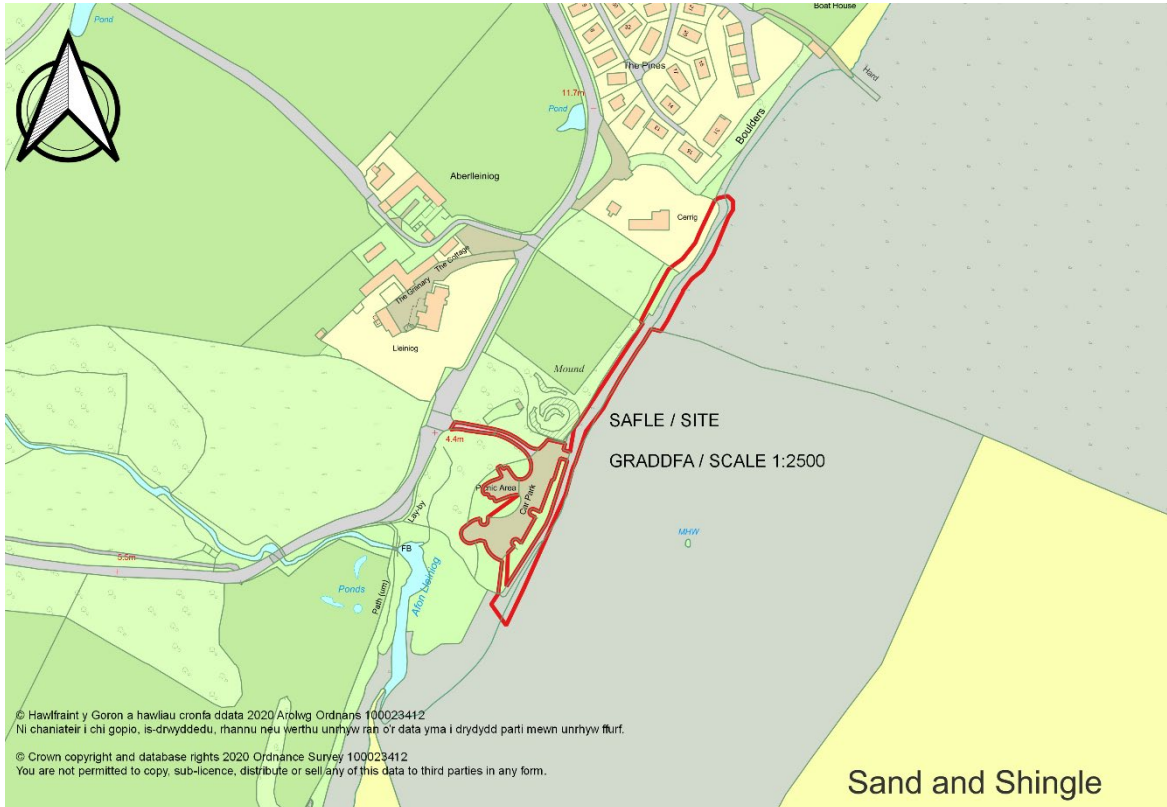 Pond
Boat House
The Pines
Hard
11.7m
Pond
Boulders
Aberlleiniog
Cerrig
The Cottage
The Granary
Lleiniog
Mound
SAFLE / SITE
4.4m
GRADDFA / SCALE 1:2500
Picnic Area
Car Park
Lay-by
MHW
FB
5.5m
Ponds
Path (um)
Afon Lleiniog
© Hawlfraint y Goron a hawliau cronfa ddata 2020 Arolwg Ordnans 100023412
Ni chaniateir i chi gopio, is-drwyddedu, rhannu neu werthu unrhyw ran o'r data yma i drydydd parti mewn unrhyw ffurf.
© Crown copyright and database rights 2020 Ordnance Survey 100023412
You are not permitted to copy, sub-licence, distribute or sell any of this data to third parties in any form.
Sand and Shingle